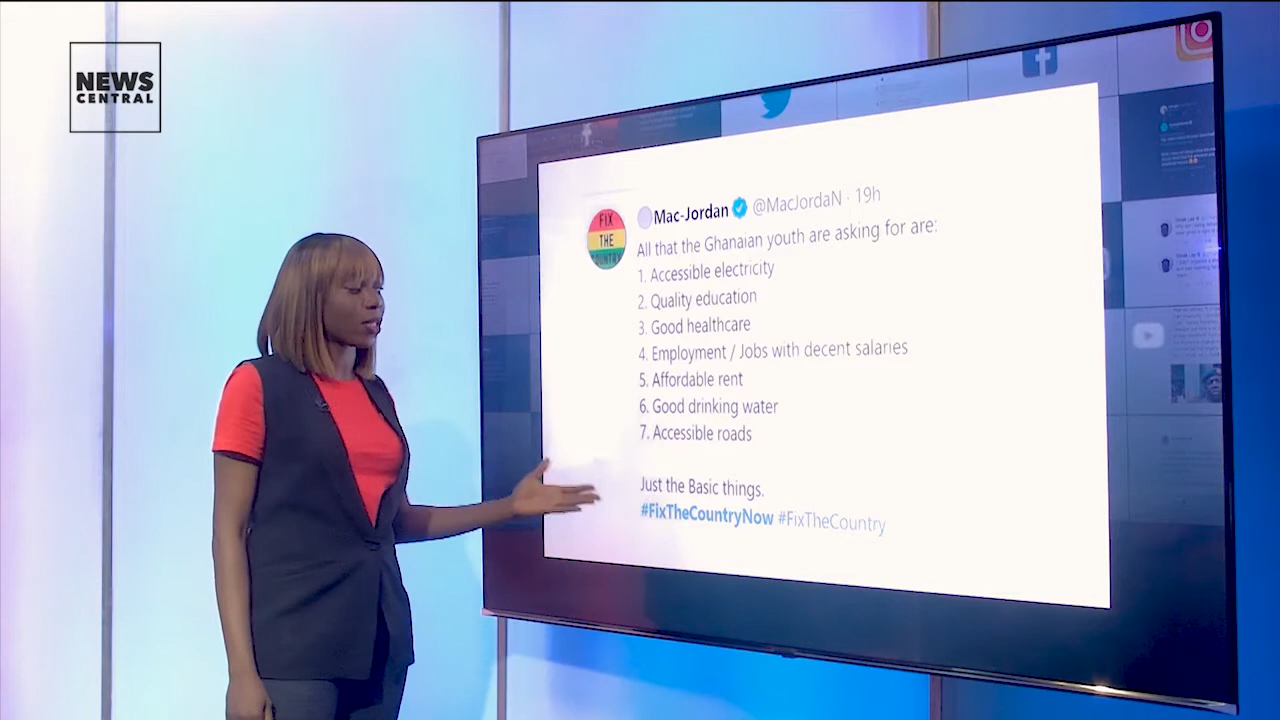 NEWS
CENTRAL
FIX
THE
COUNTRY
Mac-Jordan @MacJordaN · 19h
All that the Ghanaian youth are asking for are:
1. Accessible electricity
2. Quality education
3. Good healthcare
4. Employment / Jobs with decent salaries
5. Affordable rent
6. Good drinking water
7. Accessible roads
Just the Basic things.
#FixTheCountryNow #FixTheCountry